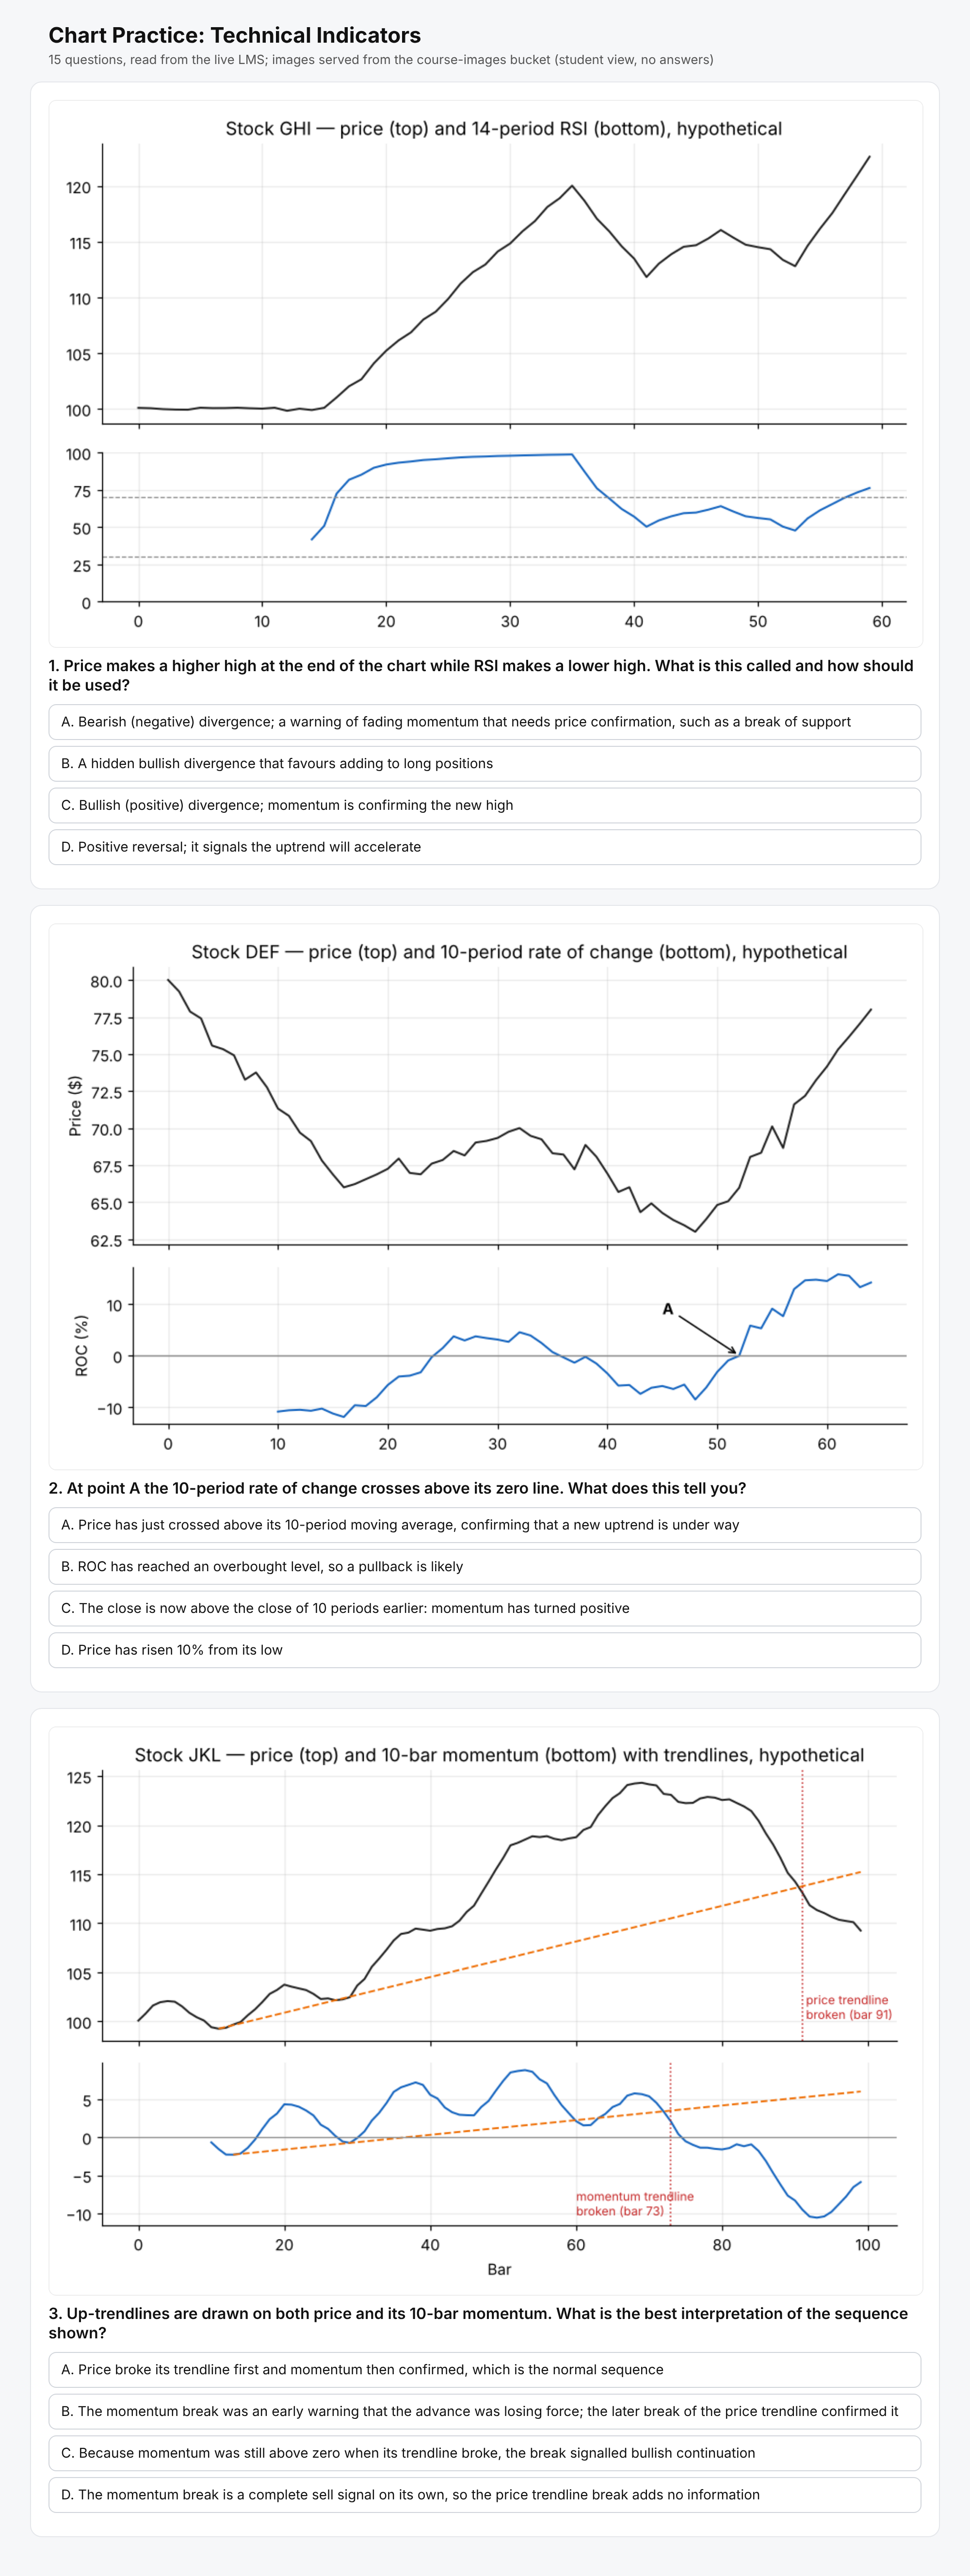 Chart Practice: Technical Indicators
15 questions, read from the live LMS; images served from the course-images bucket (student view, no answers)
Stock GHI — price (top) and 14-period RSI (bottom), hypothetical
120
115
110
105
100
100
75
50
25
0
0 10 20 30 40 50 60
1. Price makes a higher high at the end of the chart while RSI makes a lower high. What is this called and how should
it be used?
A. Bearish (negative) divergence; a warning of fading momentum that needs price confirmation, such as a break of support
B. A hidden bullish divergence that favours adding to long positions
C. Bullish (positive) divergence; momentum is confirming the new high
D. Positive reversal; it signals the uptrend will accelerate
Stock DEF — price (top) and 10-period rate of change (bottom), hypothetical
Price ($)
80.0
77.5
75.0
72.5
70.0
67.5
65.0
62.5
ROC (%)
A
10
0
−10
0 10 20 30 40 50 60
2. At point A the 10-period rate of change crosses above its zero line. What does this tell you?
A. Price has just crossed above its 10-period moving average, confirming that a new uptrend is under way
B. ROC has reached an overbought level, so a pullback is likely
C. The close is now above the close of 10 periods earlier: momentum has turned positive
D. Price has risen 10% from its low
Stock JKL — price (top) and 10-bar momentum (bottom) with trendlines, hypothetical
125
120
115
110
105
100
price trendline
broken (bar 91)
5
0
−5
−10
momentum trendline
broken (bar 73)
0 20 40 60 80 100
Bar
3. Up-trendlines are drawn on both price and its 10-bar momentum. What is the best interpretation of the sequence
shown?
A. Price broke its trendline first and momentum then confirmed, which is the normal sequence
B. The momentum break was an early warning that the advance was losing force; the later break of the price trendline confirmed it
C. Because momentum was still above zero when its trendline broke, the break signalled bullish continuation
D. The momentum break is a complete sell signal on its own, so the price trendline break adds no information